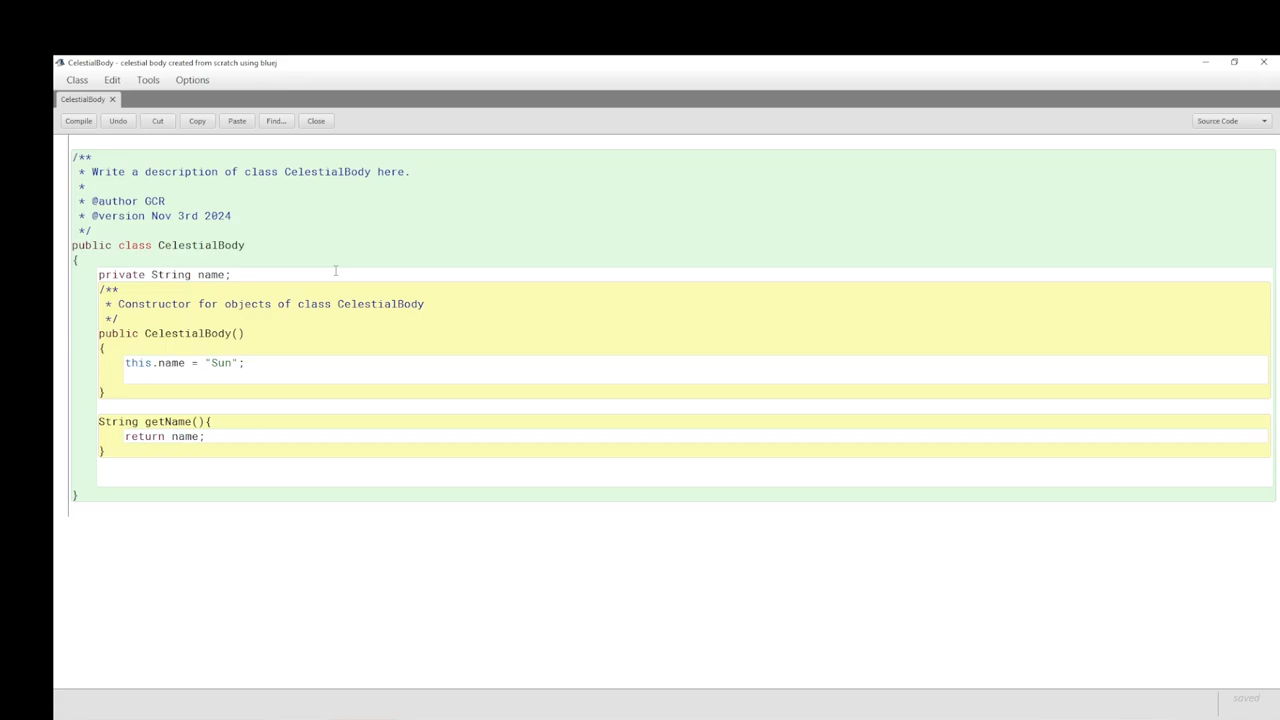 CelestialBody - celestial body created from scratch using bluej
Class Edit Tools Options
CelestialBody
Compile Undo Cut Copy Paste Find... Close Source Code
/**
 * Write a description of class CelestialBody here.
 *
 * @author GCR
 * @version Nov 3rd 2024
 */
public class CelestialBody
{
    private String name;
    /**
     * Constructor for objects of class CelestialBody
     */
    public CelestialBody()
    {
        this.name = "Sun";
    }
    String getName(){
        return name;
    }
}
saved